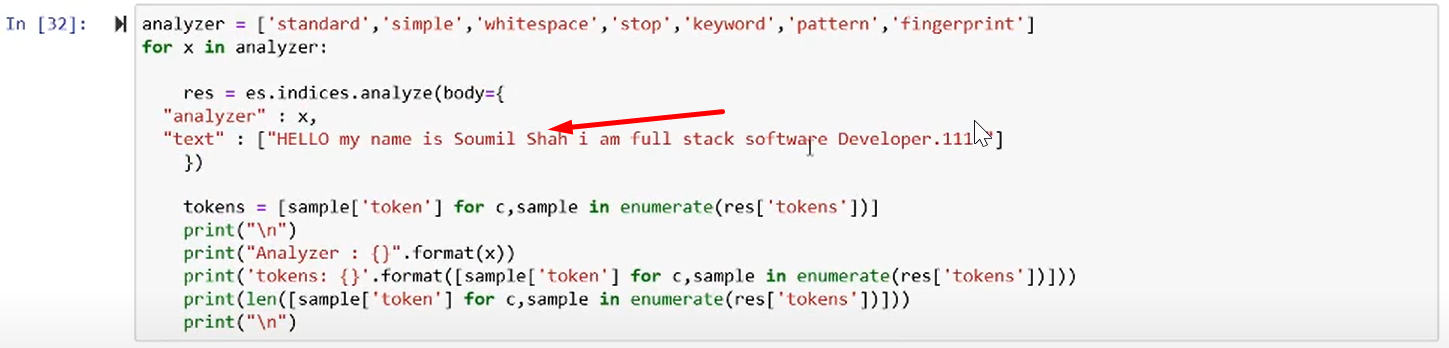 In [32]:
analyzer = ['standard','simple','whitespace','stop','keyword','pattern','fingerprint']
for x in analyzer:
    res = es.indices.analyze(body={
  "analyzer" : x,
  "text" : ["HELLO my name is Soumil Shah i am full stack software Developer.111 "]
    })
    tokens = [sample['token'] for c,sample in enumerate(res['tokens'])]
    print("\n")
    print("Analyzer : {}".format(x))
    print('tokens: {}'.format([sample['token'] for c,sample in enumerate(res['tokens'])]))
    print(len([sample['token'] for c,sample in enumerate(res['tokens'])]))
    print("\n")